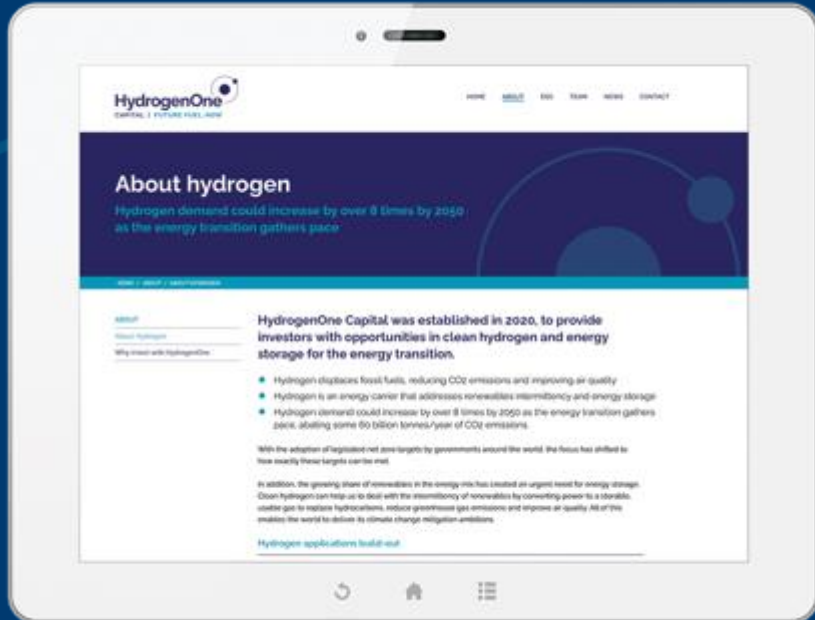 HydrogenOne
CAPITAL | FUTURE FUEL, NOW
HOME ABOUT ESG TEAM NEWS CONTACT
About hydrogen
Hydrogen demand could increase by over 8 times by 2050
as the energy transition gathers pace
HOME / ABOUT / ABOUT HYDROGEN
ABOUT
About hydrogen
Why invest with HydrogenOne
HydrogenOne Capital was established in 2020, to provide
investors with opportunities in clean hydrogen and energy
storage for the energy transition.
Hydrogen displaces fossil fuels, reducing CO2 emissions and improving air quality
Hydrogen is an energy carrier that addresses renewables intermittency and energy storage
Hydrogen demand could increase by over 8 times by 2050 as the energy transition gathers
pace, abating some 60 billion tonnes/year of CO2 emissions.
With the adoption of legislated net zero targets by governments around the world, the focus has shifted to
how exactly these targets can be met.
In addition, the growing share of renewables in the energy mix has created an urgent need for energy storage.
Clean hydrogen can help us to deal with the intermittency of renewables by converting power to a storable,
usable gas to replace hydrocarbons, reduce greenhouse gas emissions and improve air quality. All of this
enables the world to deliver its climate change mitigation ambitions.
Hydrogen applications build-out